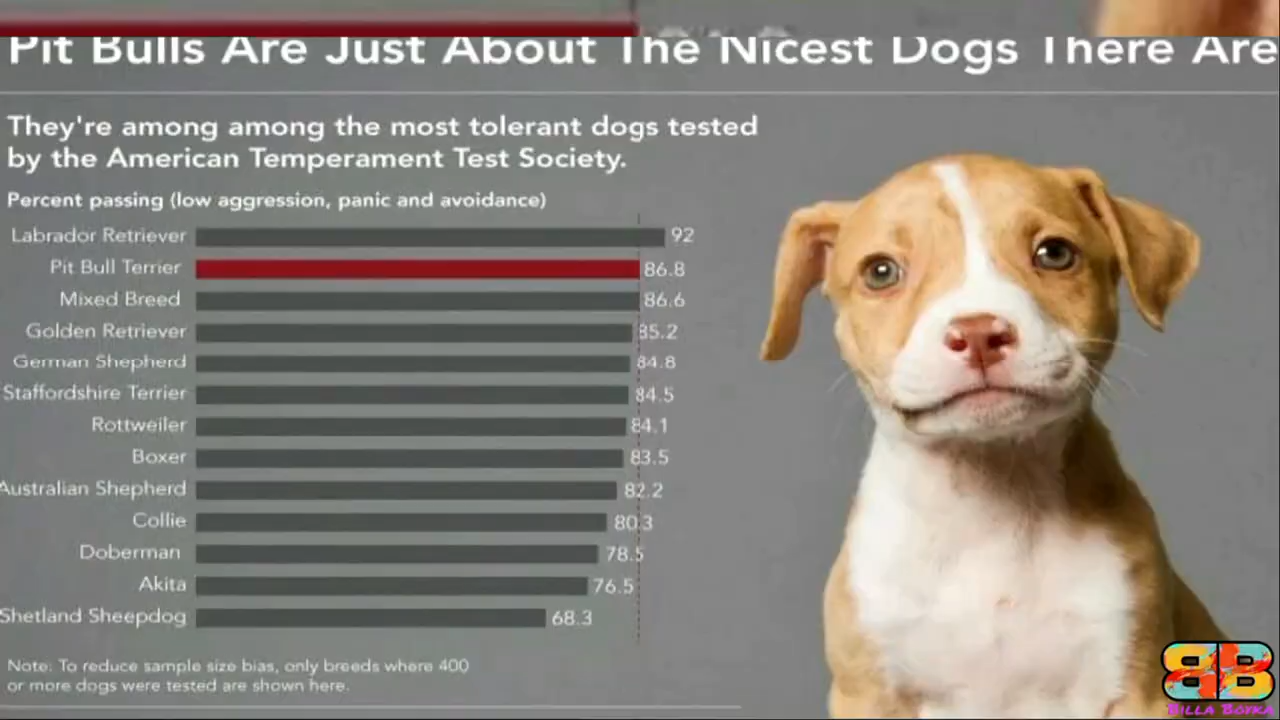 Pit Bulls Are Just About The Nicest Dogs There Are
They're among among the most tolerant dogs tested
by the American Temperament Test Society.
Percent passing (low aggression, panic and avoidance)
Labrador Retriever 92
Pit Bull Terrier 86.8
Mixed Breed 86.6
Golden Retriever 85.2
German Shepherd 84.8
Staffordshire Terrier 84.5
Rottweiler 84.1
Boxer 83.5
Australian Shepherd 82.2
Collie 80.3
Doberman 78.5
Akita 76.5
Shetland Sheepdog 68.3
Note: To reduce sample size bias, only breeds where 400
or more dogs were tested are shown here.
BB
BILLA BOYKA